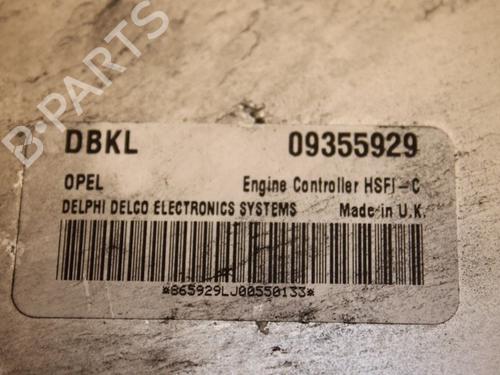 B-PARTS
DBKL 09355929
OPEL Engine Controller HSFI-C
DELPHI DELCO ELECTRONICS SYSTEMS Made in U.K.
*865929LJ00550133*